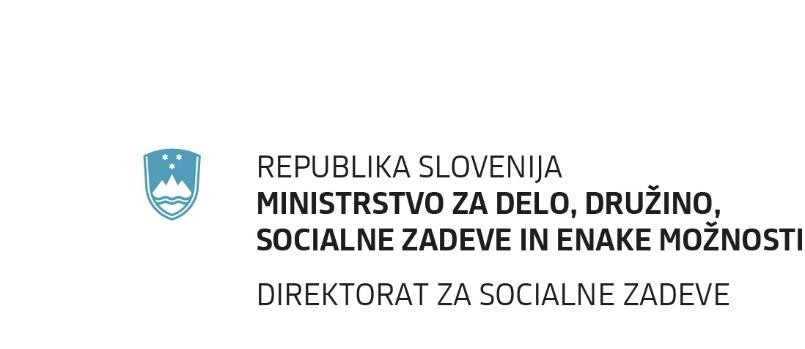 REPUBLIKA SLOVENIJA
MINISTRSTVO ZA DELO, DRUŽINO,
SOCIALNE ZADEVE IN ENAKE MOŽNOSTI
DIREKTORAT ZA SOCIALNE ZADEVE